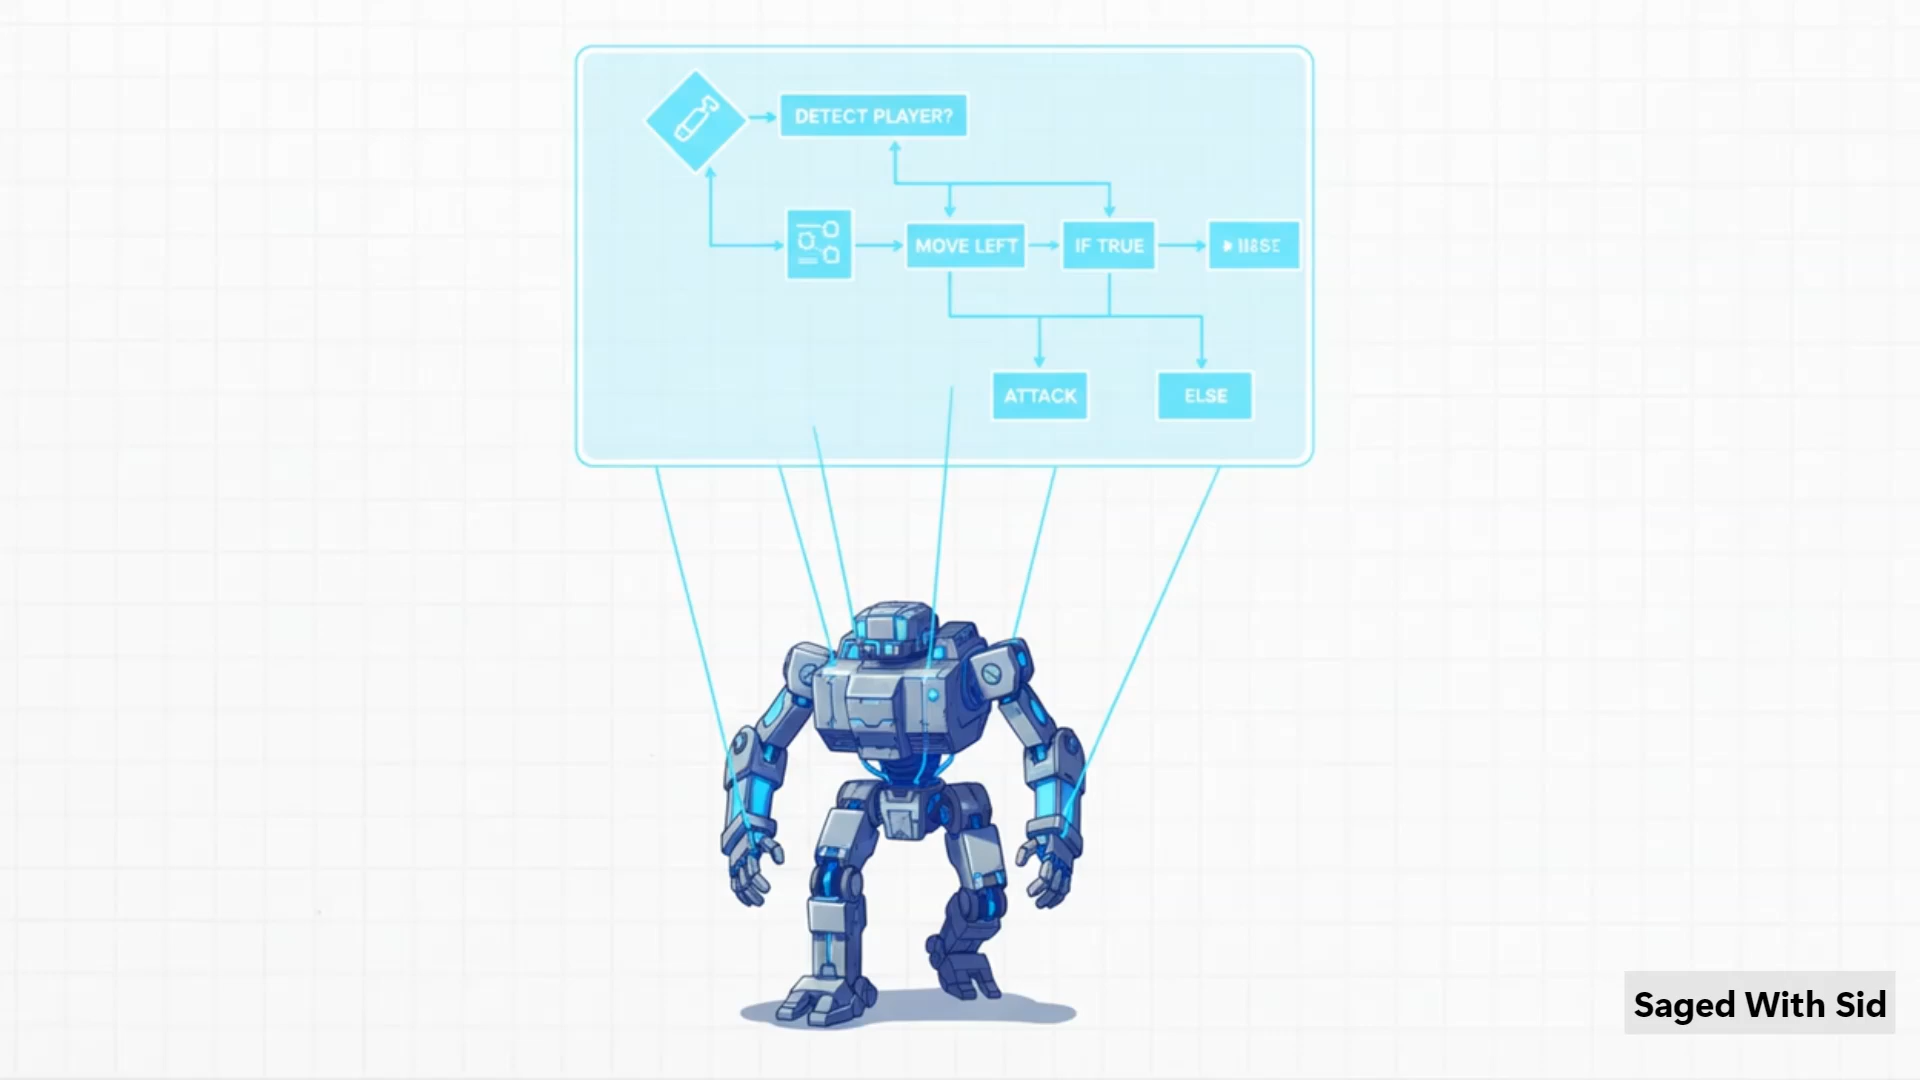 DETECT PLAYER?
MOVE LEFT
IF TRUE
ATTACK
ELSE
Saged With Sid